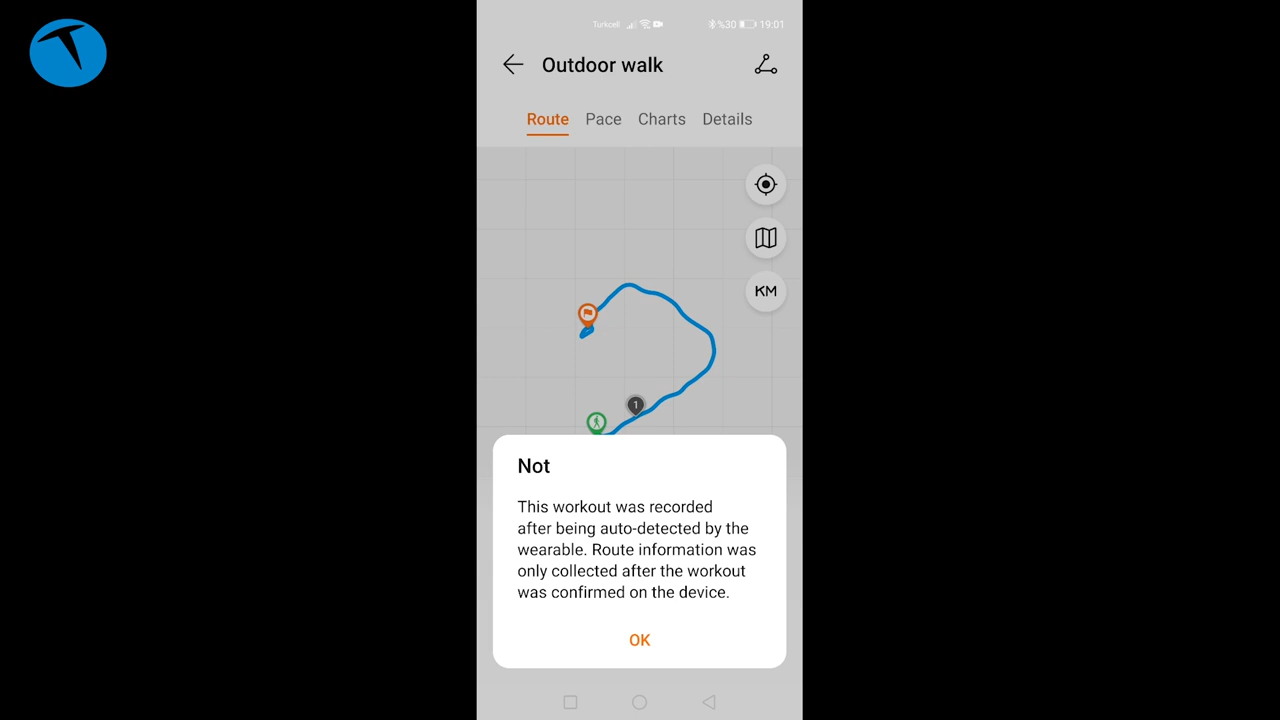 Turkcell %30 19:01
Outdoor walk
Route Pace Charts Details
KM
1
Not
This workout was recorded
after being auto-detected by the
wearable. Route information was
only collected after the workout
was confirmed on the device.
OK